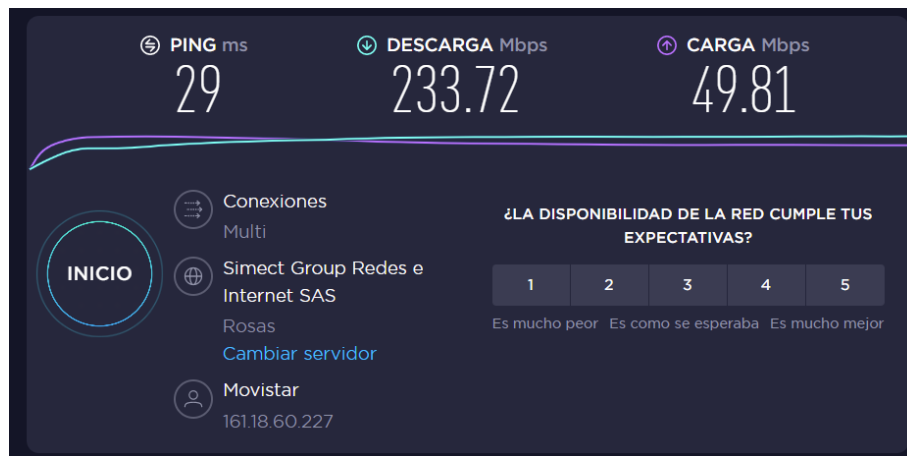 PING ms
29
DESCARGA Mbps
233.72
CARGA Mbps
49.81
INICIO
Conexiones
Multi
Simect Group Redes e
Internet SAS
Rosas
Cambiar servidor
Movistar
161.18.60.227
¿LA DISPONIBILIDAD DE LA RED CUMPLE TUS
EXPECTATIVAS?
1 2 3 4 5
Es mucho peor Es como se esperaba Es mucho mejor